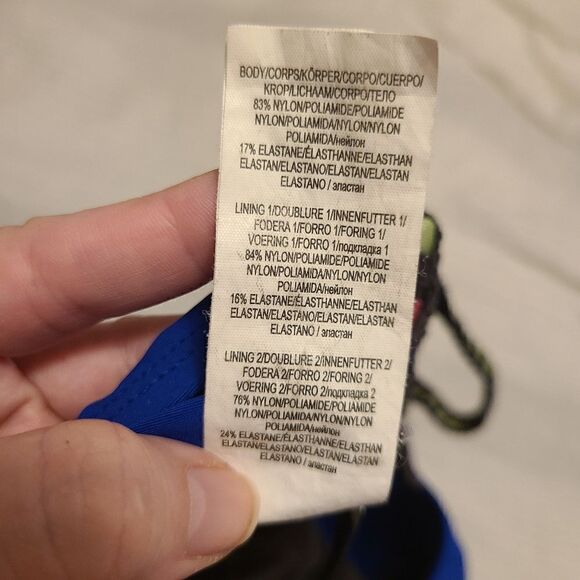 BODY/CORPS/KÖRPER/CORPO/CUERPO/
KROP/LICHAAM/CORPO/ТЕЛО
83% NYLON/POLIAMIDE/POLIAMIDE
NYLON/POLIAMIDA/NYLON/NYLON
POLIAMIDA/нейлон
17% ELASTANE/ÉLASTHANNE/ELASTHAN
ELASTAN/ELASTANO/ELASTAN/ELASTAN
ELASTANO / эластан
LINING 1/DOUBLURE 1/INNENFUTTER 1/
FODERA 1/FORRO 1/FORING 1/
VOERING 1/FORRO 1/подкладка 1
84% NYLON/POLIAMIDE/POLIAMIDE
NYLON/POLIAMIDA/NYLON/NYLON
POLIAMIDA/нейлон
16% ELASTANE/ÉLASTHANNE/ELASTHAN
ELASTAN/ELASTANO/ELASTAN/ELASTAN
ELASTANO / эластан
LINING 2/DOUBLURE 2/INNENFUTTER 2/
FODERA 2/FORRO 2/FORING 2/
VOERING 2/FORRO 2/подкладка 2
76% NYLON/POLIAMIDE/POLIAMIDE
NYLON/POLIAMIDA/NYLON/NYLON
POLIAMIDA/нейлон
24% ELASTANE/ÉLASTHANNE/ELASTHAN
ELASTAN/ELASTANO/ELASTAN/ELASTAN
ELASTANO / эластан